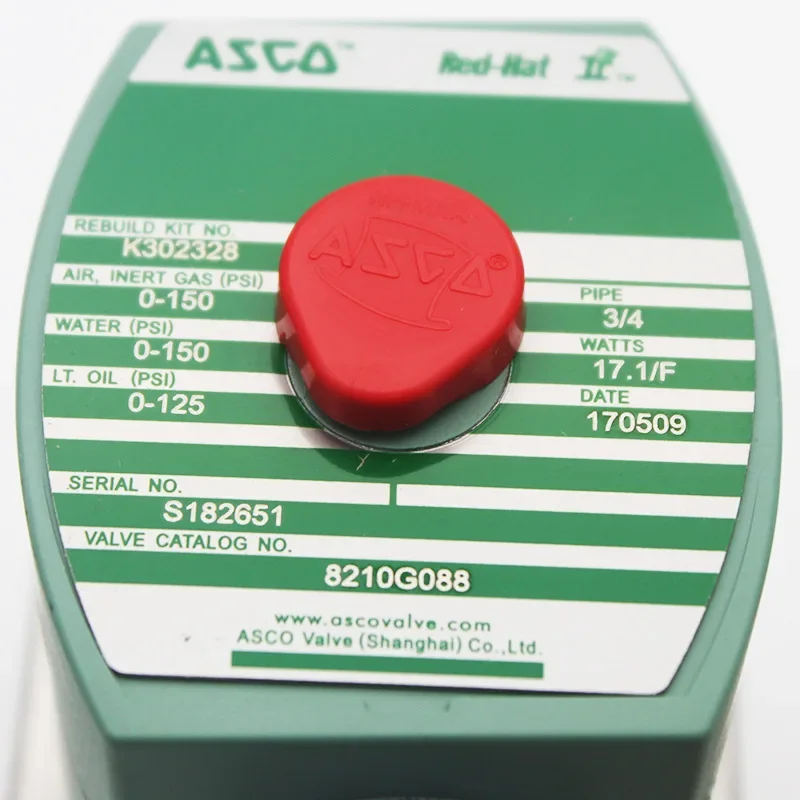 ASCO™ Red-Hat II™
ASCO®
REBUILD KIT NO.
K302328
AIR, INERT GAS (PSI)
0-150
WATER (PSI)
0-150
LT. OIL (PSI)
0-125
PIPE
3/4
WATTS
17.1/F
DATE
170509
SERIAL NO.
S182651
VALVE CATALOG NO.
8210G088
www.ascovalve.com
ASCO Valve (Shanghai) Co.,Ltd.